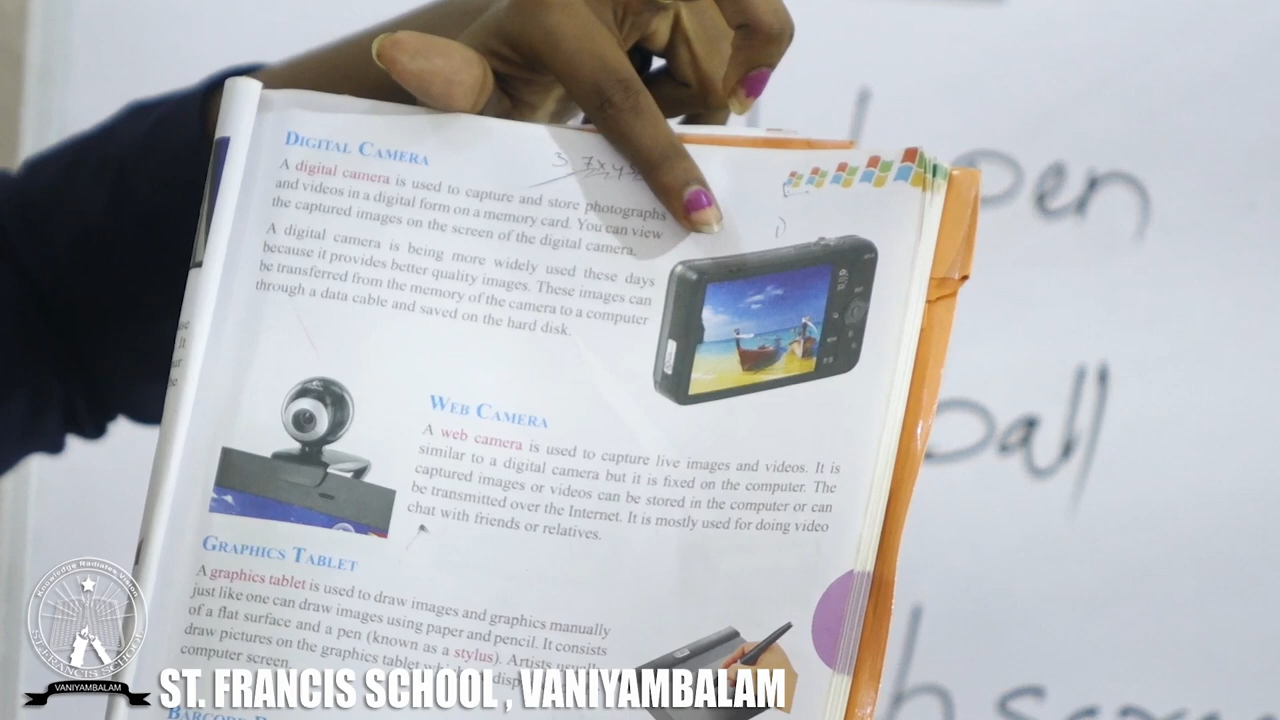 DIGITAL CAMERA
A digital camera is used to capture and store photographs
and videos in a digital form on a memory card. You can view
the captured images on the screen of the digital camera.
A digital camera is being more widely used these days
because it provides better quality images. These images can
be transferred from the memory of the camera to a computer
through a data cable and saved on the hard disk.
WEB CAMERA
A web camera is used to capture live images and videos. It is
similar to a digital camera but it is fixed on the computer. The
captured images or videos can be stored in the computer or can
be transmitted over the Internet. It is mostly used for doing video
chat with friends or relatives.
GRAPHICS TABLET
A graphics tablet is used to draw images and graphics manually
just like one can draw images using paper and pencil. It consists
of a flat surface and a pen (known as a stylus). Artists usually
draw pictures on the graphics tablet
computer screen.
pen
ball
Knowledge Radiates Vision
ST. FRANCIS SCHOOL
VANIYAMBALAM
ST. FRANCIS SCHOOL , VANIYAMBALAM